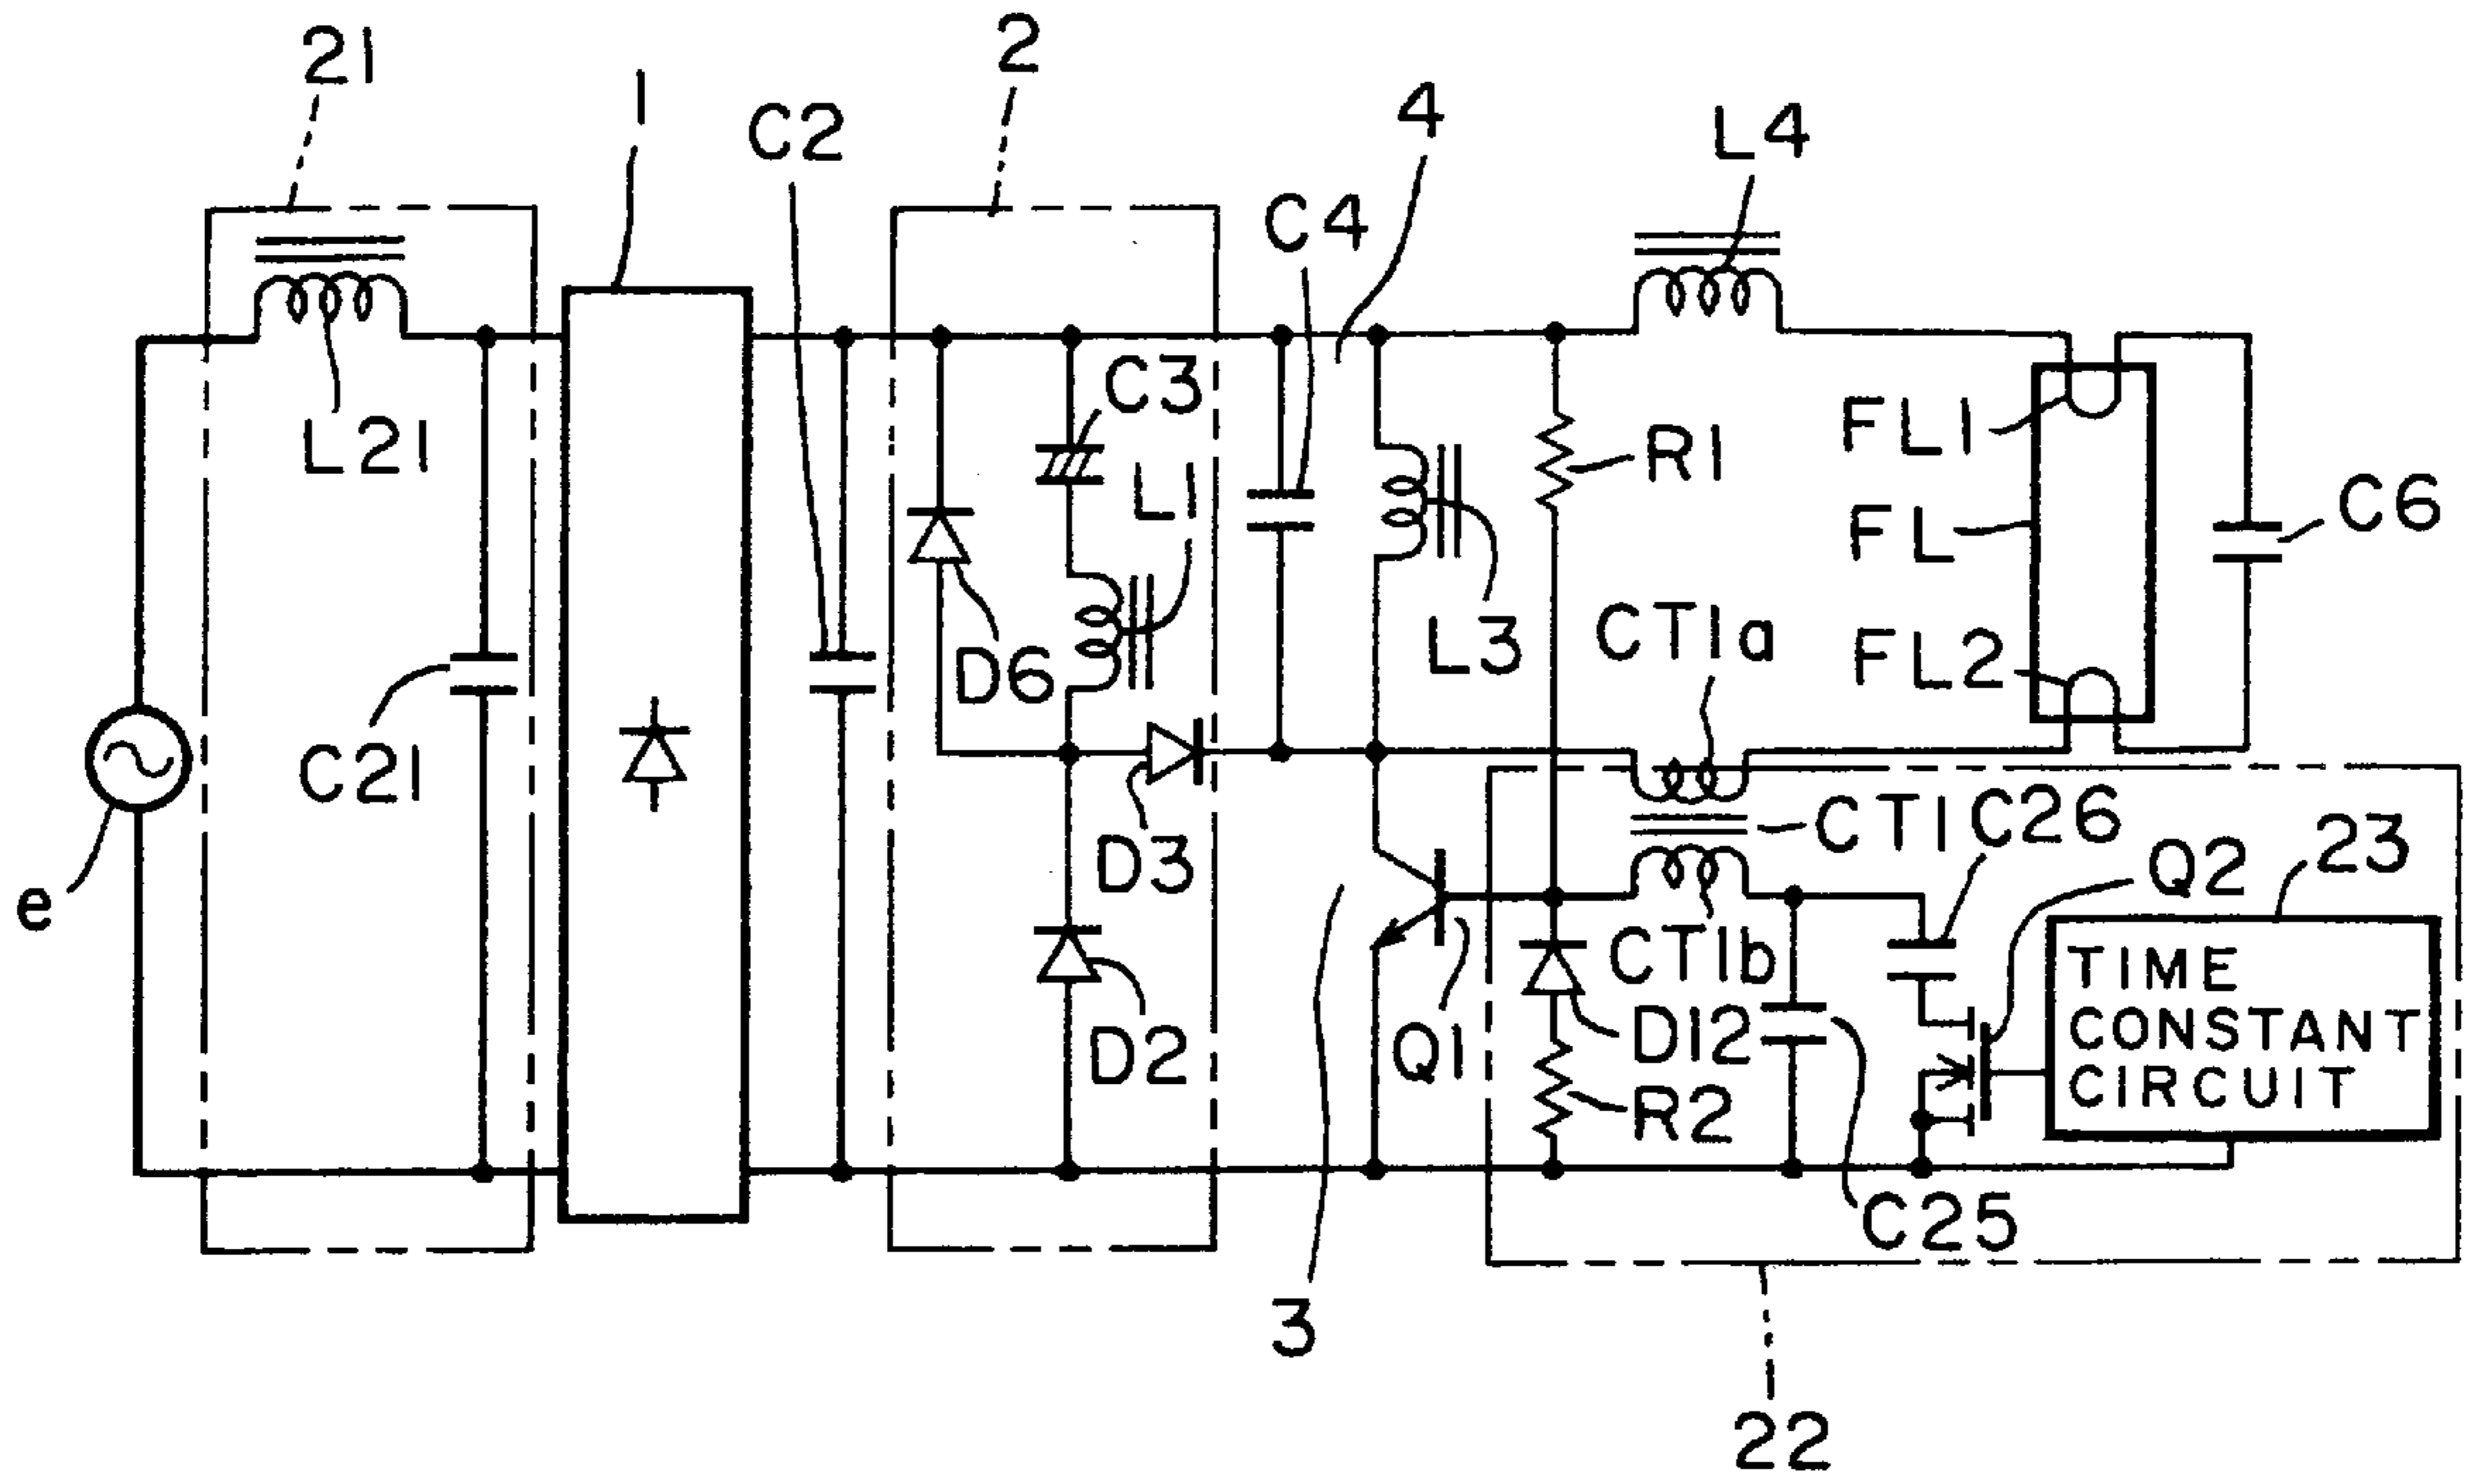 21
1
C2
2
4
C4
L4
L21
C3
L1
R1
FL1
FL
C6
D6
L3
CT1a
FL2
C21
e
D3
CT1
C26
Q2
23
CT1b
TIME
CONSTANT
CIRCUIT
D2
Q1
D12
R2
C25
3
22